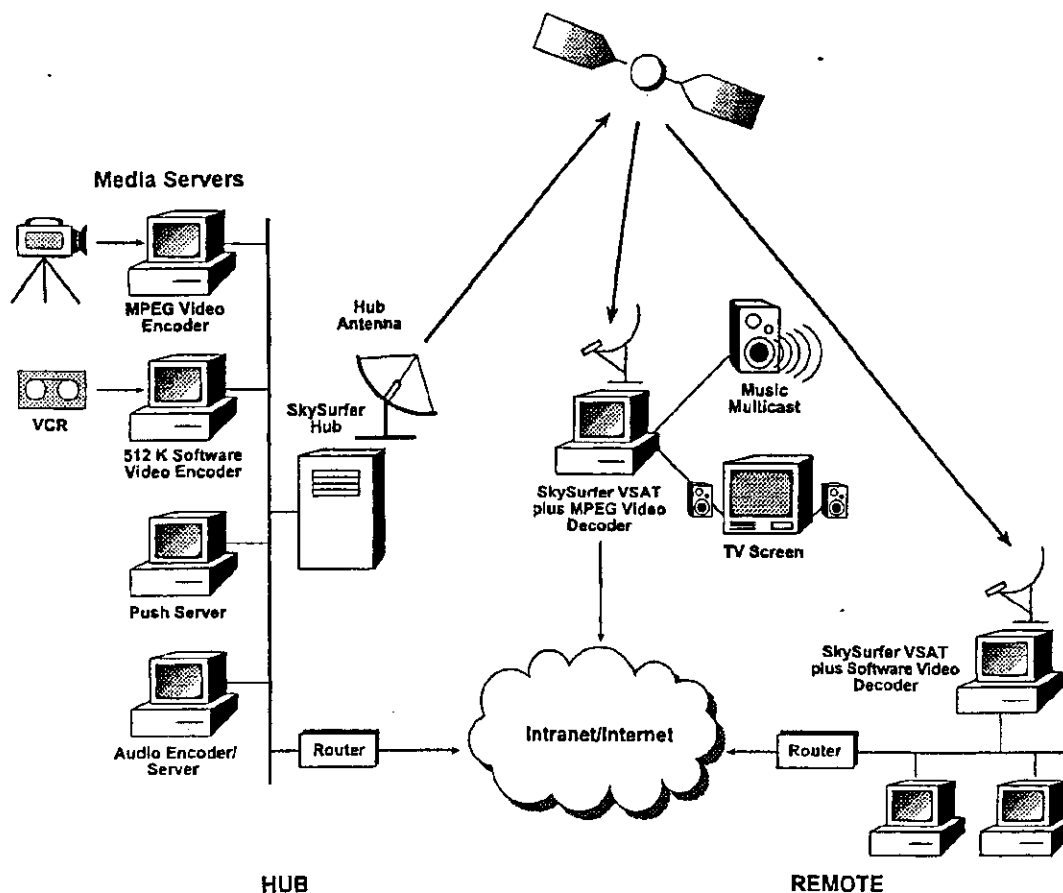 Media Servers
MPEG Video
Encoder
VCR
512 K Software
Video Encoder
Push Server
Audio Encoder/
Server
Hub
Antenna
SkySurfer
Hub
Router
HUB
Music
Multicast
SkySurfer VSAT
plus MPEG Video
Decoder
TV Screen
Intranet/Internet
SkySurfer VSAT
plus Software Video
Decoder
Router
REMOTE